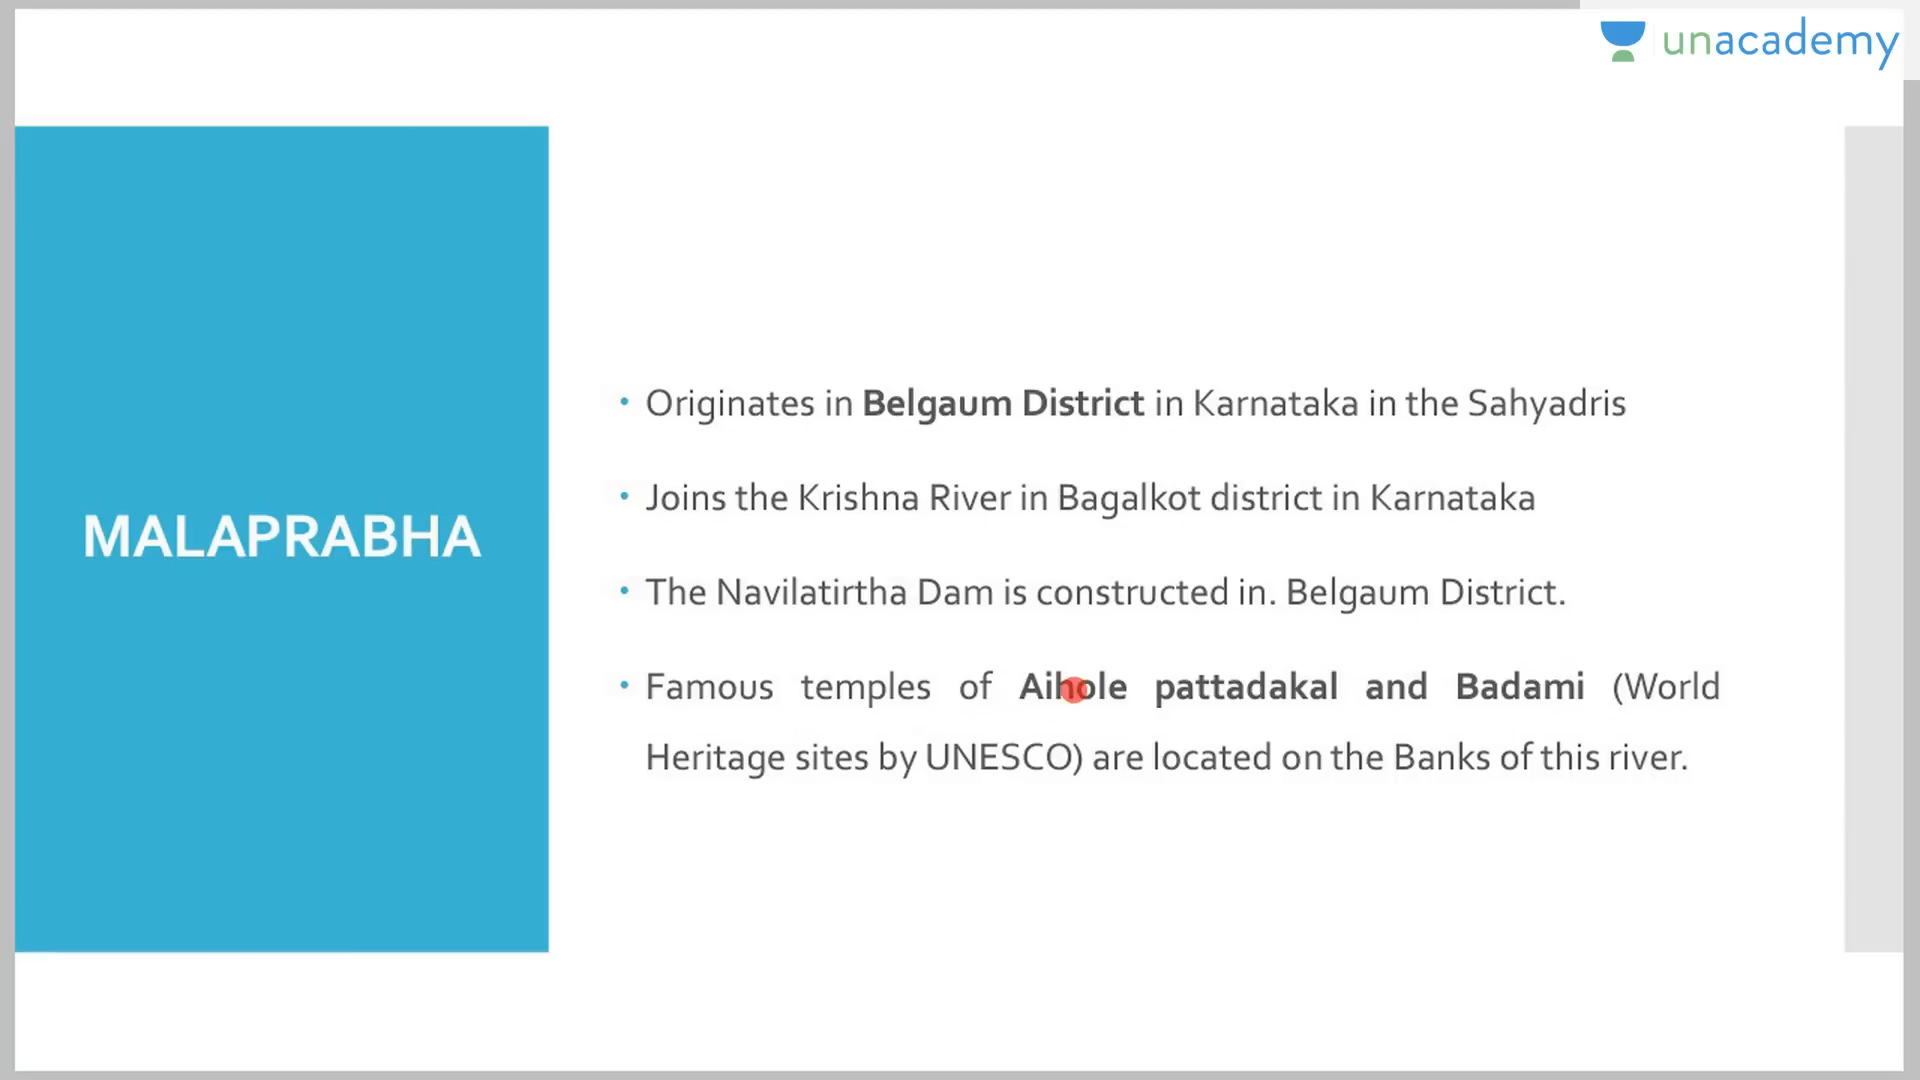 unacademy
MALAPRABHA
• Originates in Belgaum District in Karnataka in the Sahyadris
• Joins the Krishna River in Bagalkot district in Karnataka
• The Navilatirtha Dam is constructed in. Belgaum District.
• Famous temples of Aihole pattadakal and Badami (World
Heritage sites by UNESCO) are located on the Banks of this river.